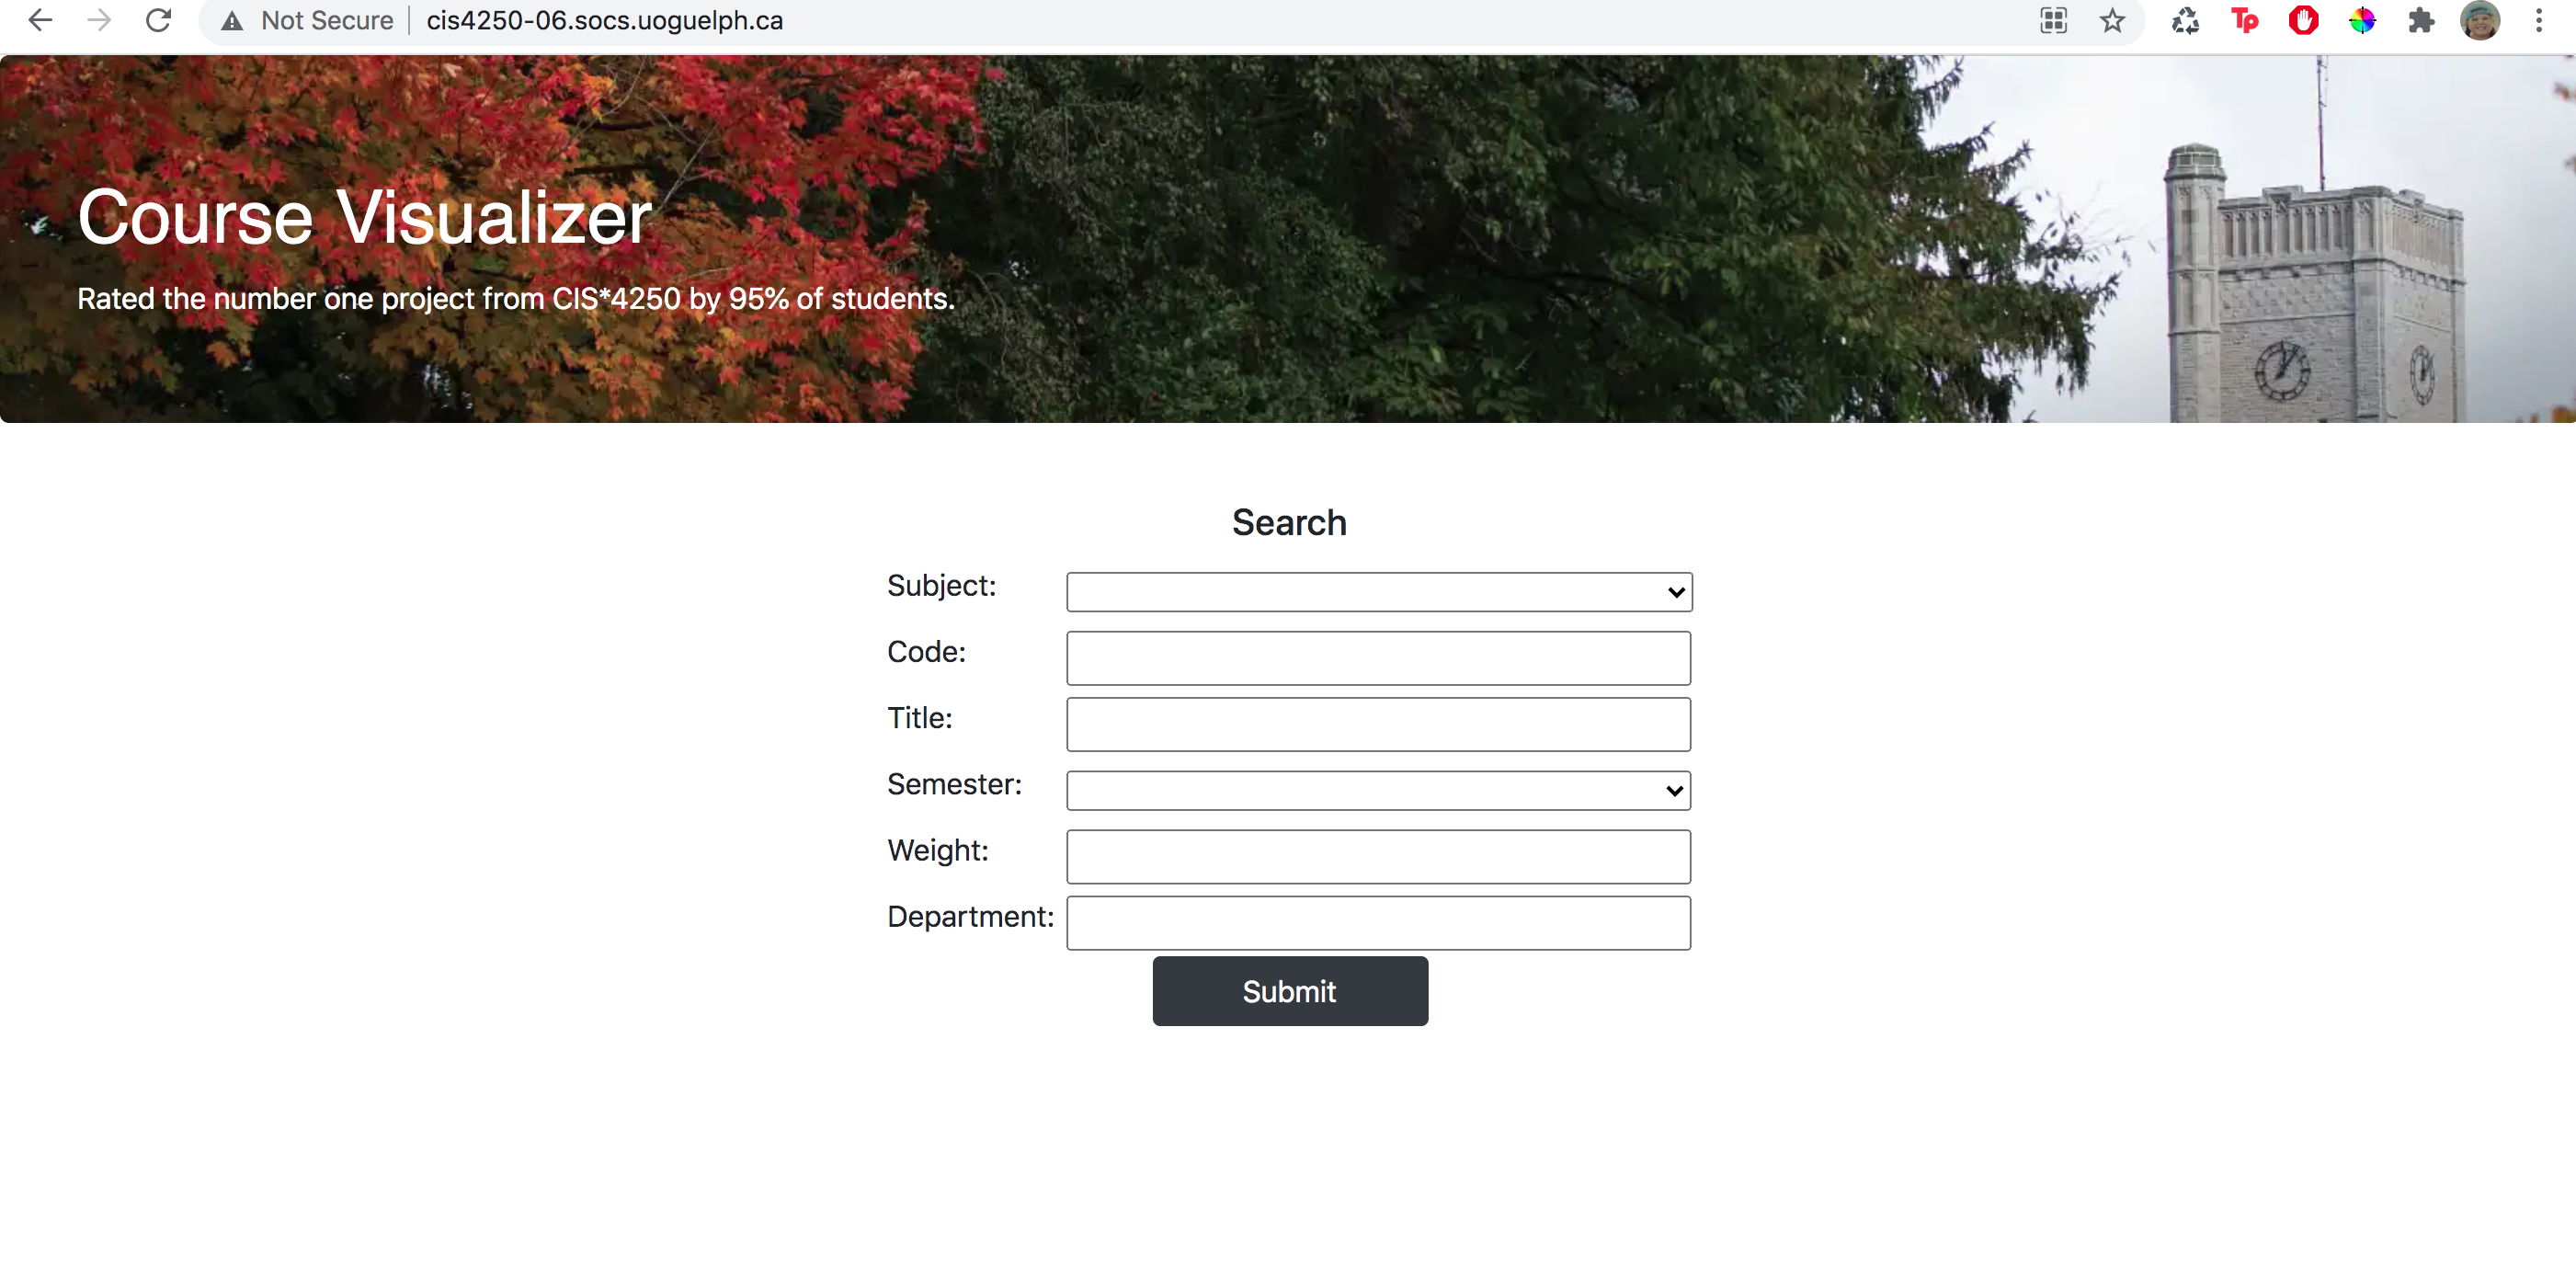 Not Secure cis4250-06.socs.uoguelph.ca
Tp
Course Visualizer
Rated the number one project from CIS*4250 by 95% of students.
Search
Subject:
Code:
Title:
Semester:
Weight:
Department:
Submit